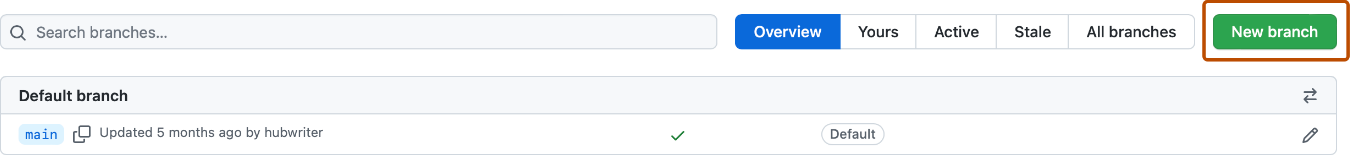 Search branches...
Overview
Yours
Active
Stale
All branches
New branch
Default branch
main
Updated 5 months ago by hubwriter
Default